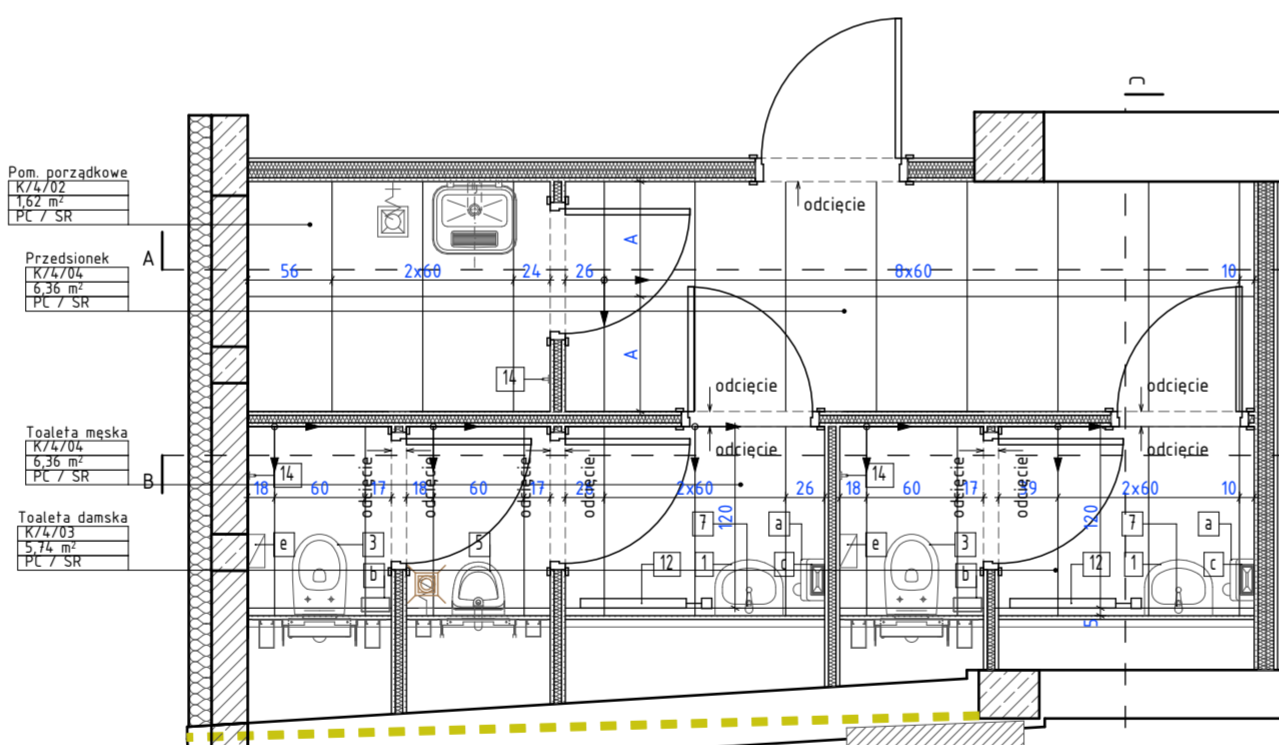 Pom. porządkowe
K/4/02
1,62 m²
PC / SR
Przedsionek
K/4/04
6,36 m²
PC / SR
Toaleta męska
K/4/04
6,36 m²
PC / SR
Toaleta damska
K/4/03
5,74 m²
PC / SR
A
B
odcięcie
56 2x60 24 26 8x60 10
A
A
14
odcięcie odcięcie
odcięcie odcięcie
14 14
odcięcie odcięcie odcięcie odcięcie odcięcie
18 60 17 18 60 17 26 2x60 26 18 60 17 39 2x60 10
120 120
7 a 7 a
e 3 5 e 3
b 12 1 c b 12 1 c
5